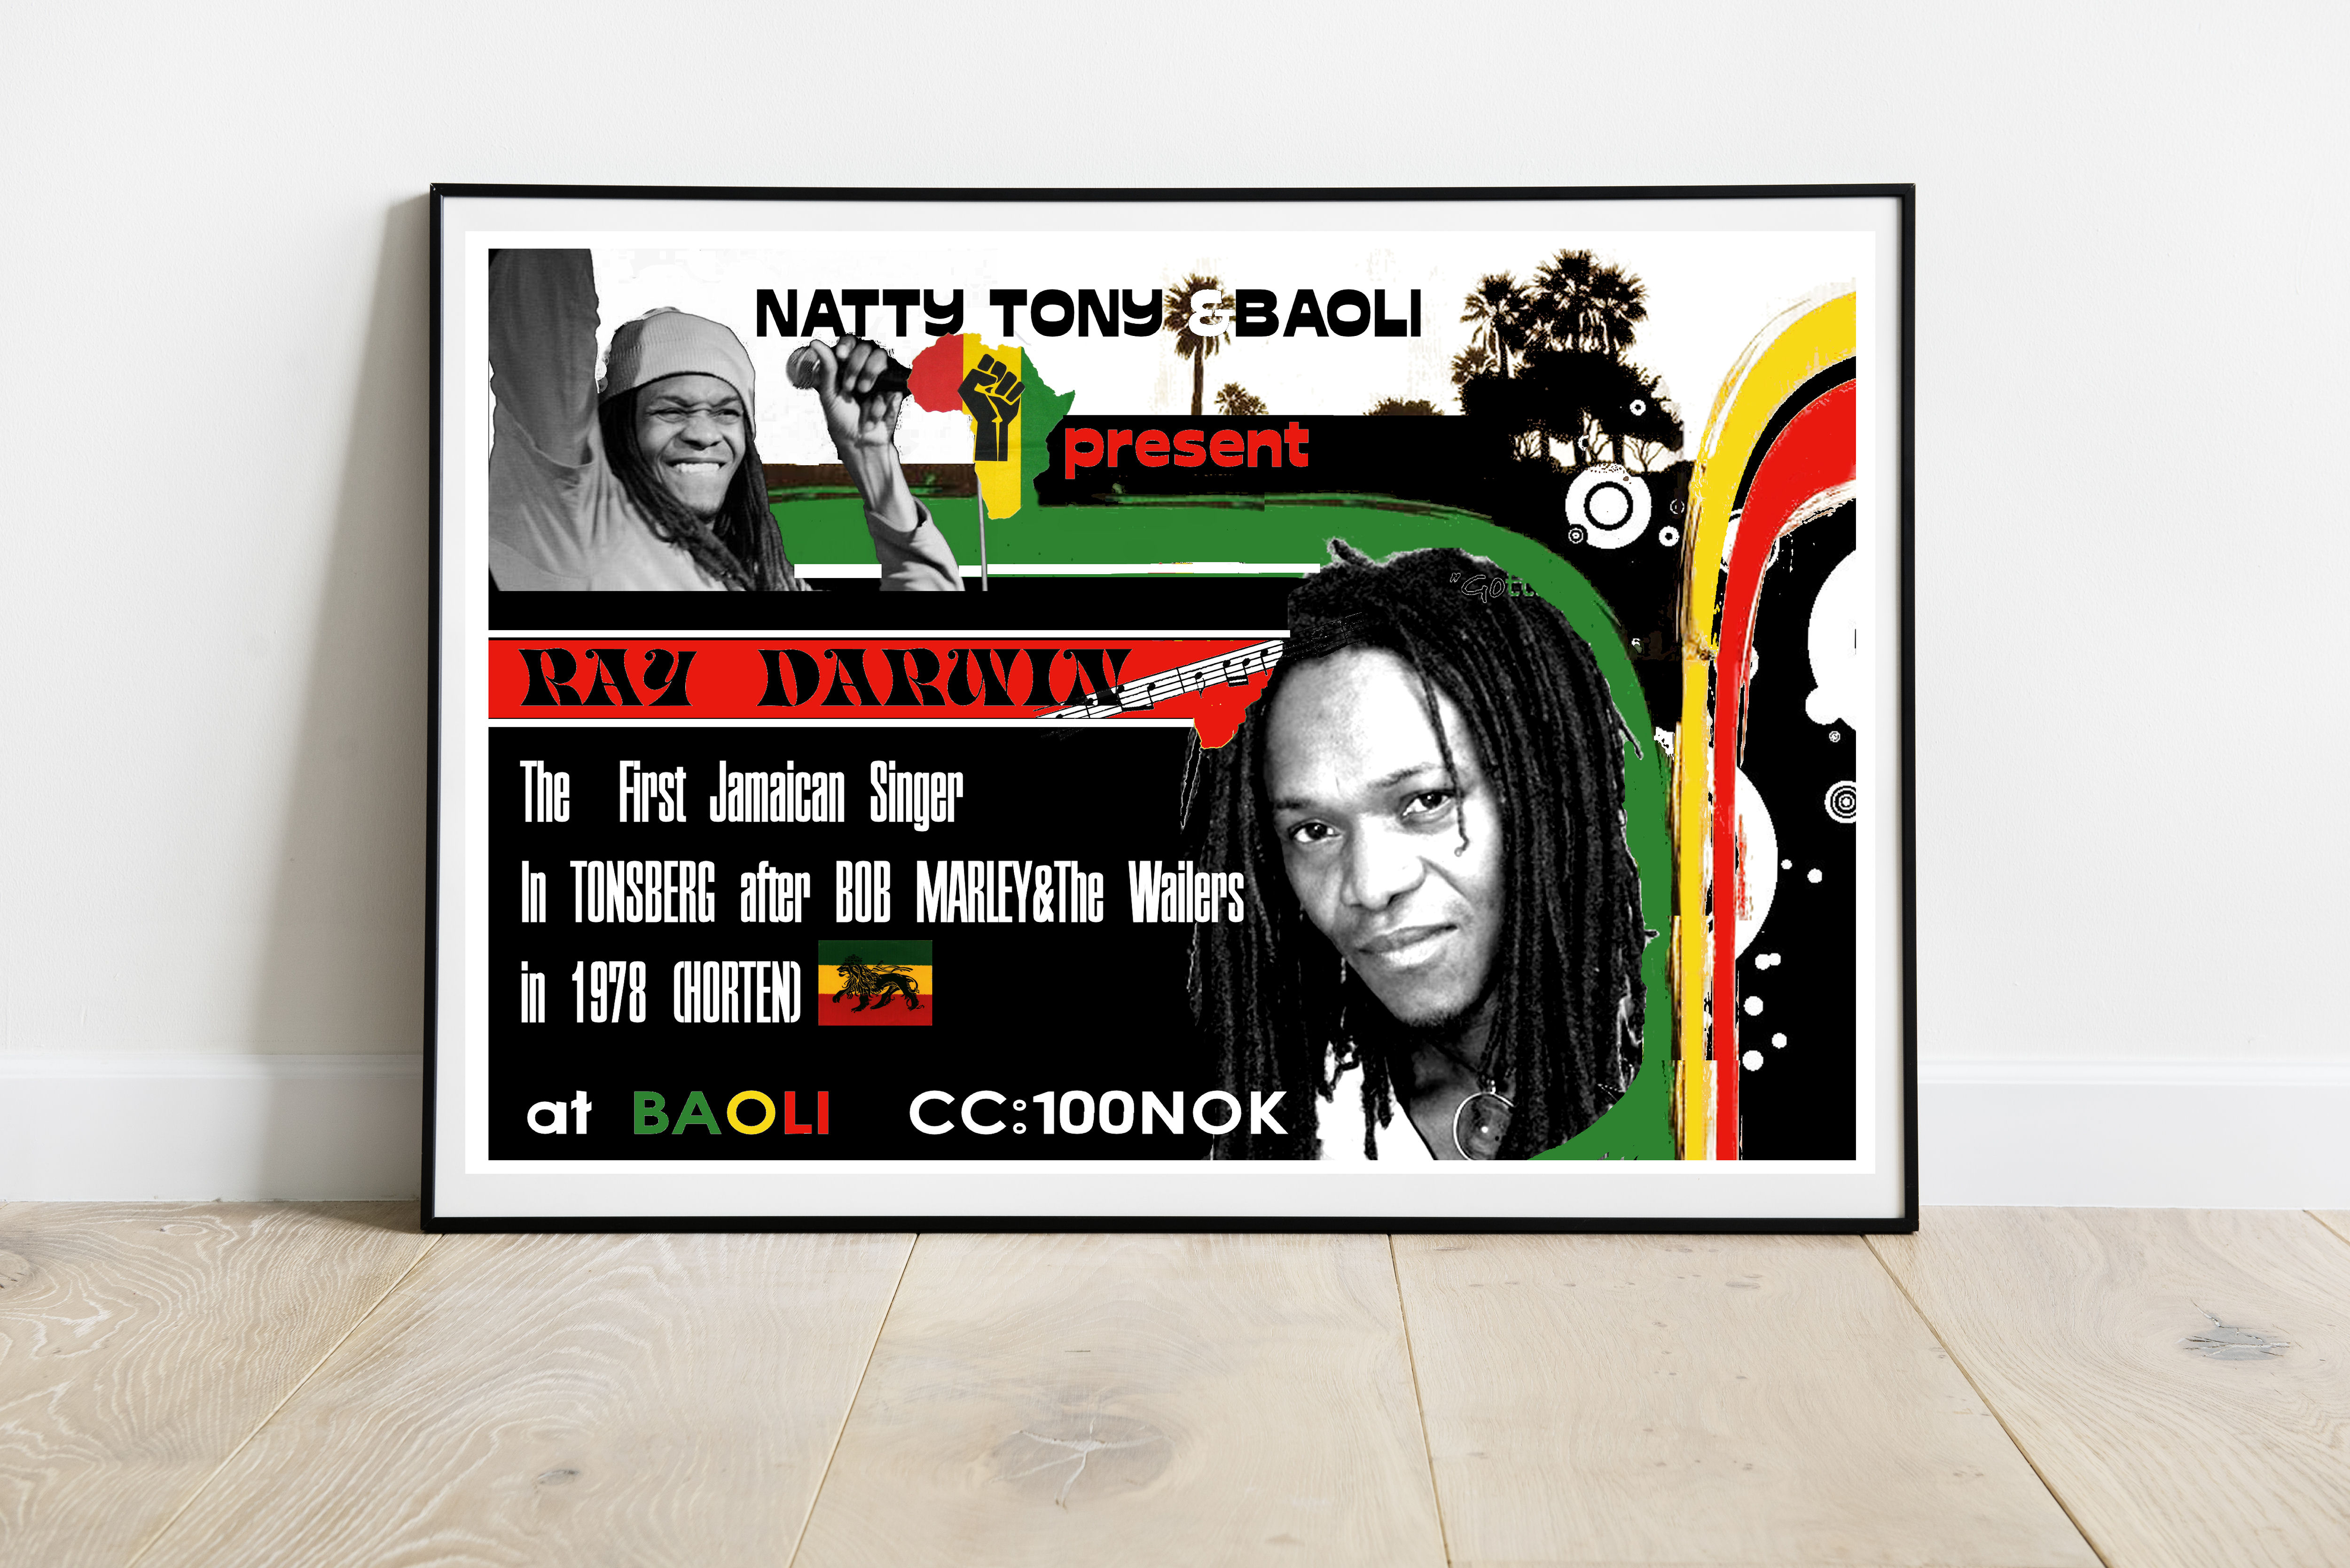 NATTY TONY & BAOLI
present
"GO
RAY DARWIN
The First Jamaican Singer
In TONSBERG after BOB MARLEY&The Wailers
in 1978 (HORTEN)
at BAOLI CC:100NOK